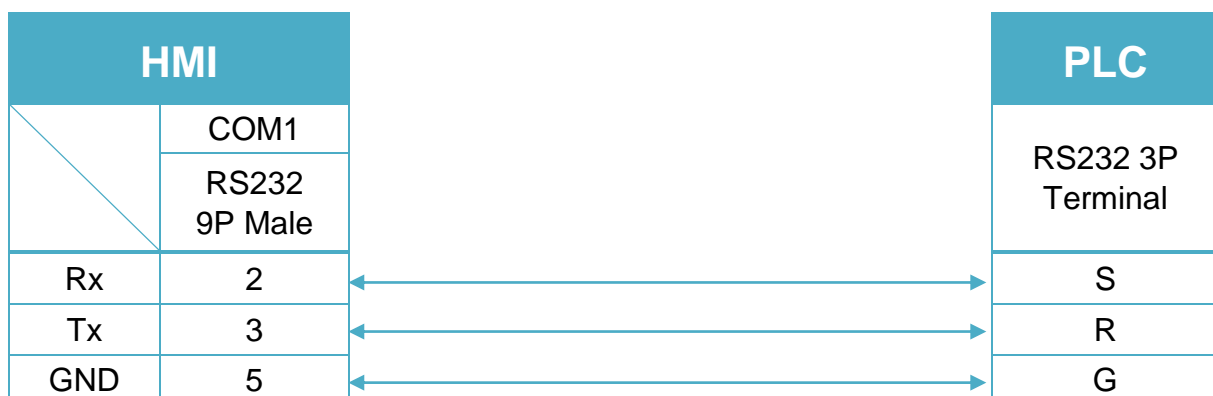 HMI
PLC
COM1
RS232
9P Male
RS232 3P
Terminal
Rx 2 S
Tx 3 R
GND 5 G